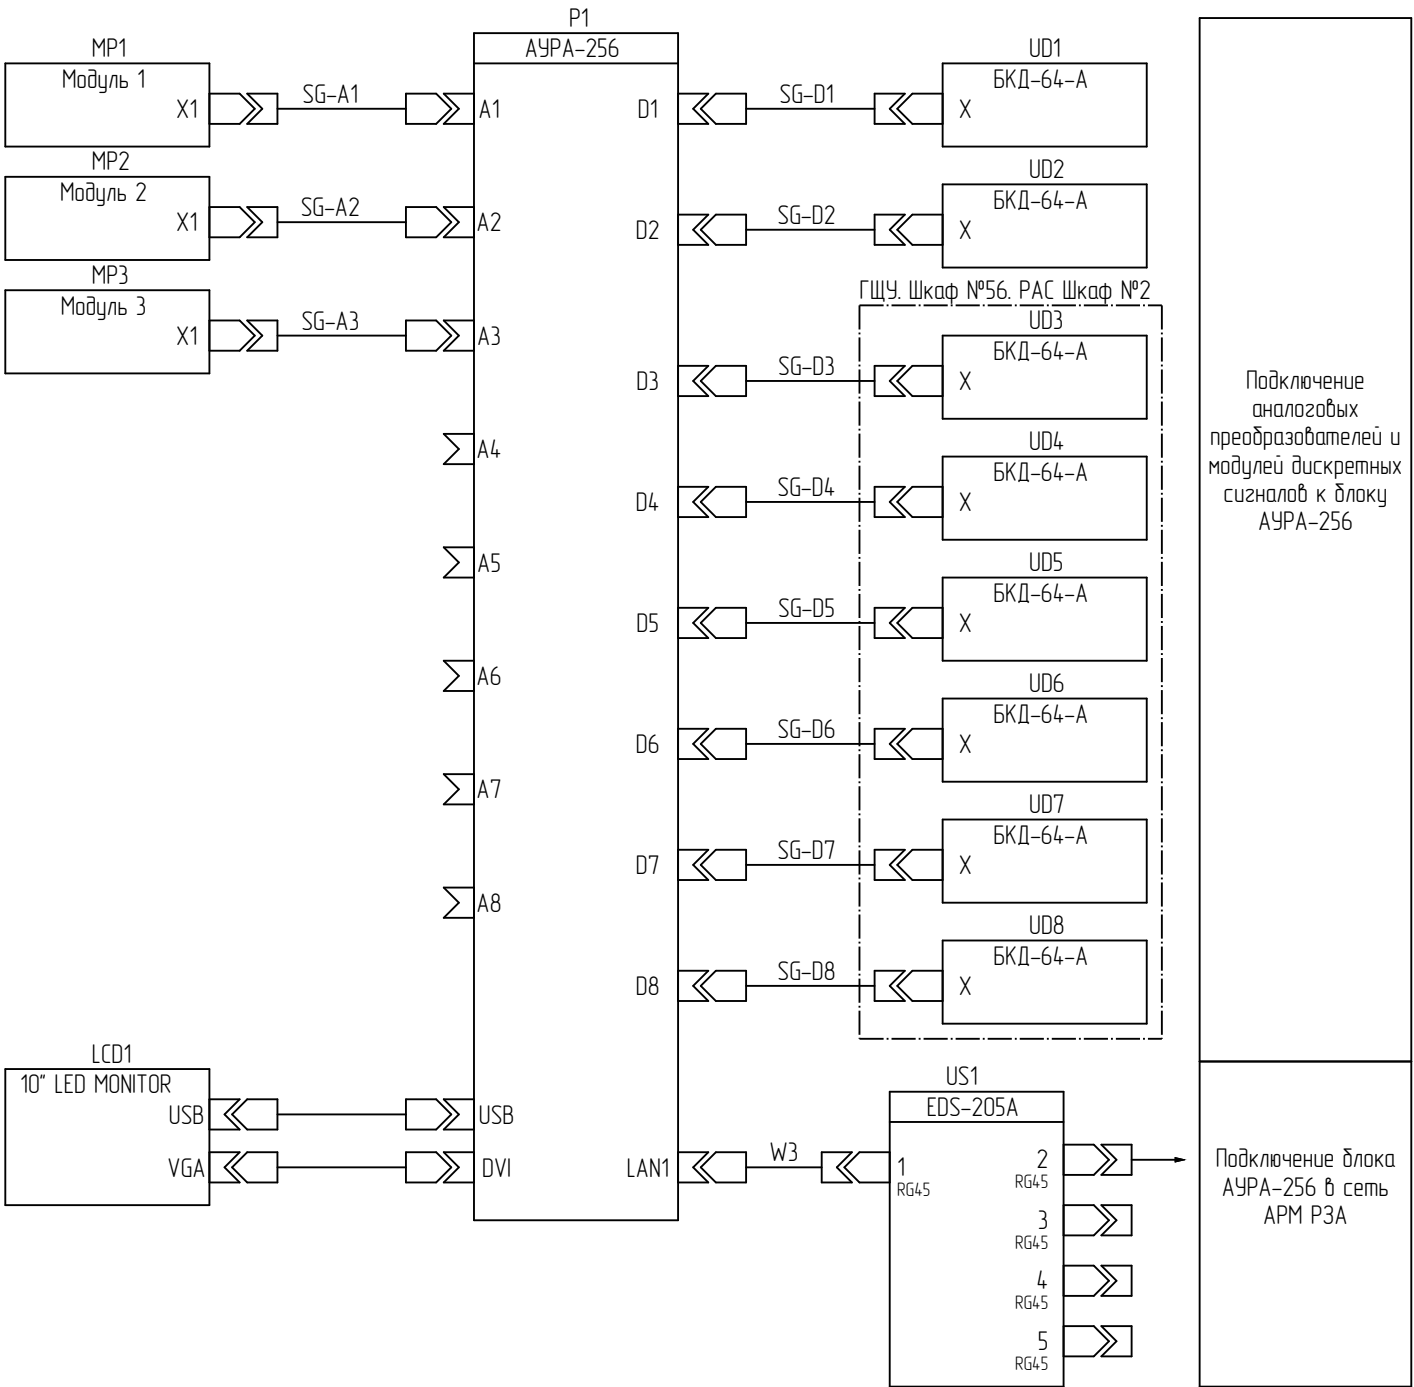 P1
АУРА-256
MP1
Модуль 1
X1
SG-A1
A1
MP2
Модуль 2
X1
SG-A2
A2
MP3
Модуль 3
X1
SG-A3
A3
A4
A5
A6
A7
A8
LCD1
10" LED MONITOR
USB
USB
VGA
DVI
D1
SG-D1
UD1
БКД-64-А
X
D2
SG-D2
UD2
БКД-64-А
X
ГЩУ. Шкаф №56. РАС Шкаф №2
D3
SG-D3
UD3
БКД-64-А
X
D4
SG-D4
UD4
БКД-64-А
X
D5
SG-D5
UD5
БКД-64-А
X
D6
SG-D6
UD6
БКД-64-А
X
D7
SG-D7
UD7
БКД-64-А
X
D8
SG-D8
UD8
БКД-64-А
X
LAN1
W3
US1
EDS-205A
1
RG45
2
RG45
3
RG45
4
RG45
5
RG45
Подключение
аналоговых
преобразователей и
модулей дискретных
сигналов к блоку
АУРА-256
Подключение блока
АУРА-256 в сеть
АРМ РЗА